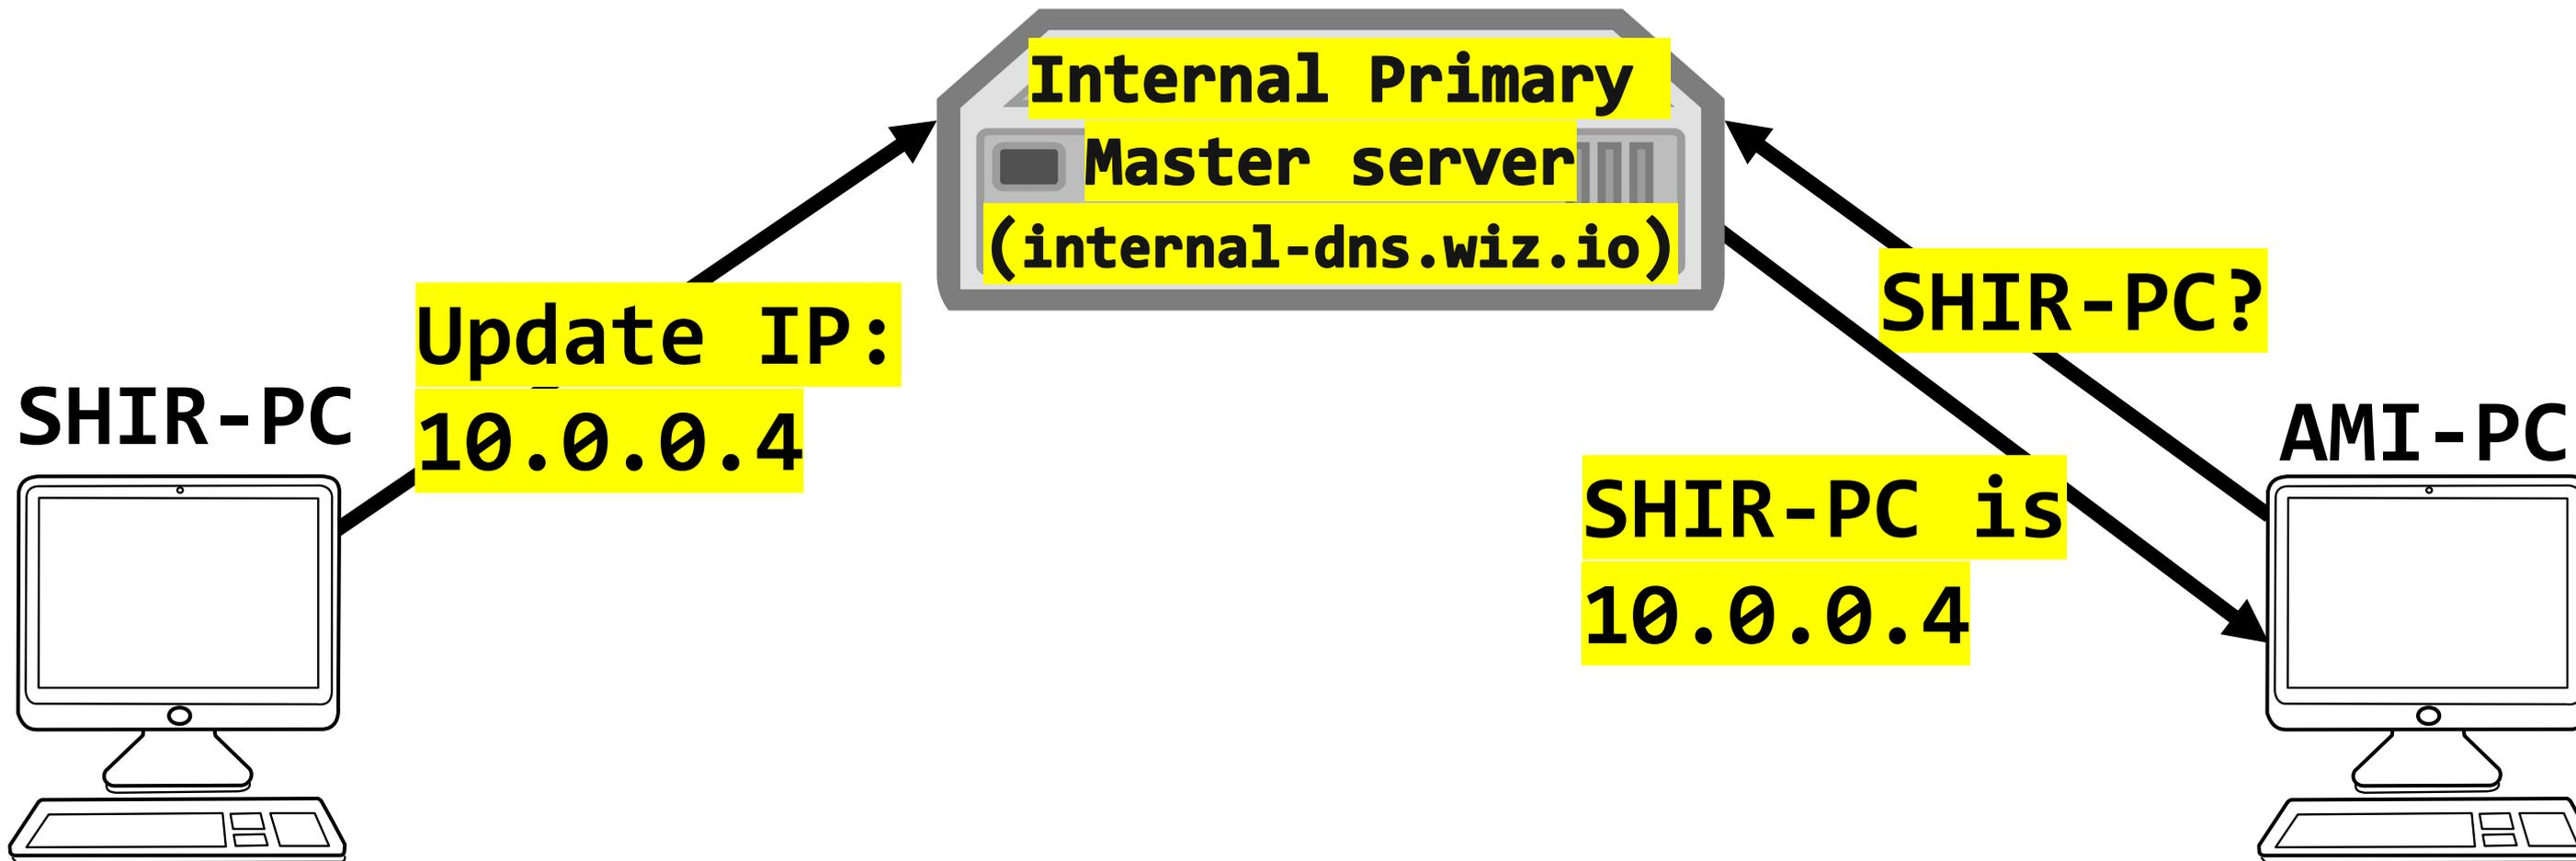 Internal Primary
Master server
(internal-dns.wiz.io)
Update IP:
10.0.0.4
SHIR-PC?
SHIR-PC
AMI-PC
SHIR-PC is
10.0.0.4